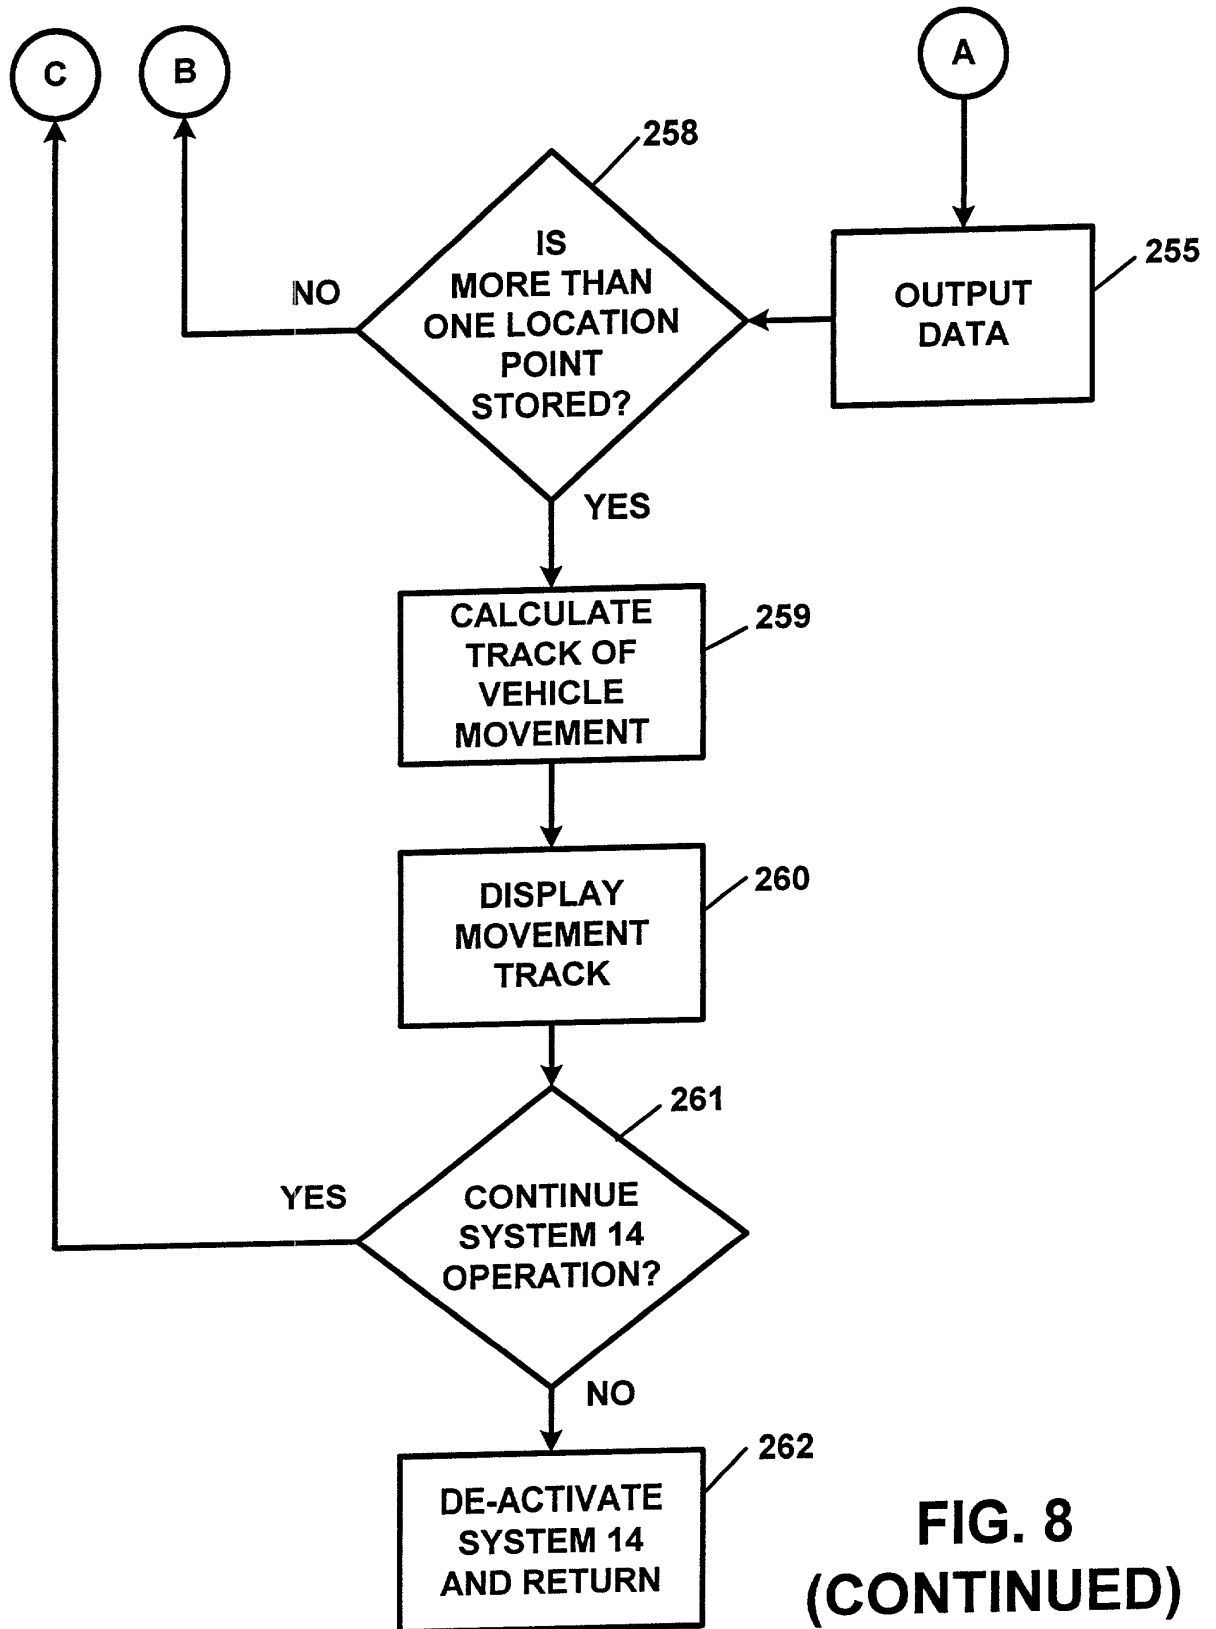 C
B
A
258
IS
MORE THAN
ONE LOCATION
POINT
STORED?
NO
YES
255
OUTPUT
DATA
CALCULATE
TRACK OF
VEHICLE
MOVEMENT
259
DISPLAY
MOVEMENT
TRACK
260
261
YES
CONTINUE
SYSTEM 14
OPERATION?
NO
262
DE-ACTIVATE
SYSTEM 14
AND RETURN
FIG. 8
(CONTINUED)